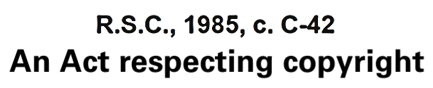 R.S.C., 1985, c. C-42
An Act respecting copyright